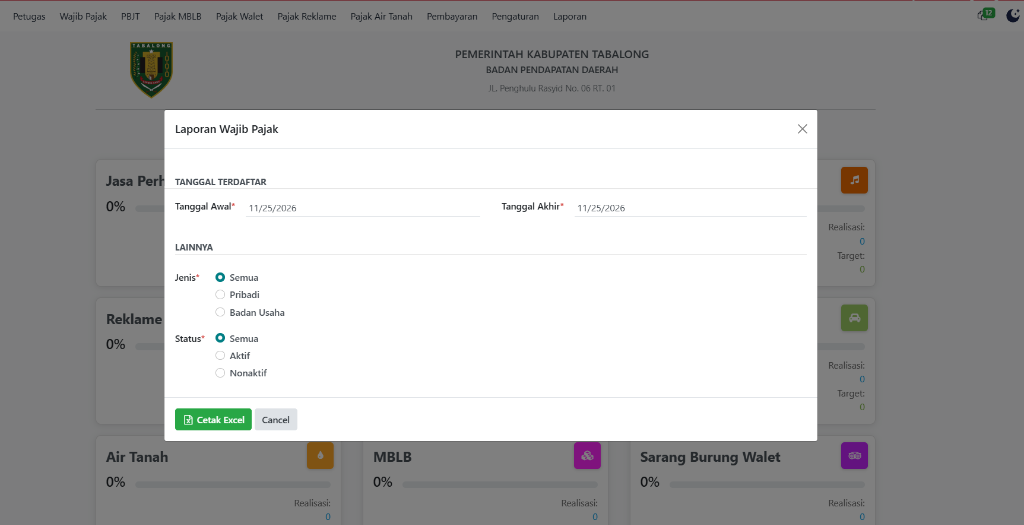 Petugas Wajib Pajak PBJT Pajak MBLB Pajak Walet Pajak Reklame Pajak Air Tanah Pembayaran Pengaturan Laporan 12
TABALONG
PEMERINTAH KABUPATEN TABALONG
BADAN PENDAPATAN DAERAH
JL. Penghulu Rasyid No. 06 RT. 01
Laporan Wajib Pajak
TANGGAL TERDAFTAR
Tanggal Awal* 11/25/2026 Tanggal Akhir* 11/25/2026
LAINNYA
Jenis* Semua
Pribadi
Badan Usaha
Status* Semua
Aktif
Nonaktif
Cetak Excel Cancel
Jasa Perh
0%
Realisasi:
0
Target:
0
Reklame
0%
Realisasi:
0
Target:
0
Air Tanah
0%
Realisasi:
0
MBLB
0%
Realisasi:
0
Sarang Burung Walet
0%
Realisasi:
0